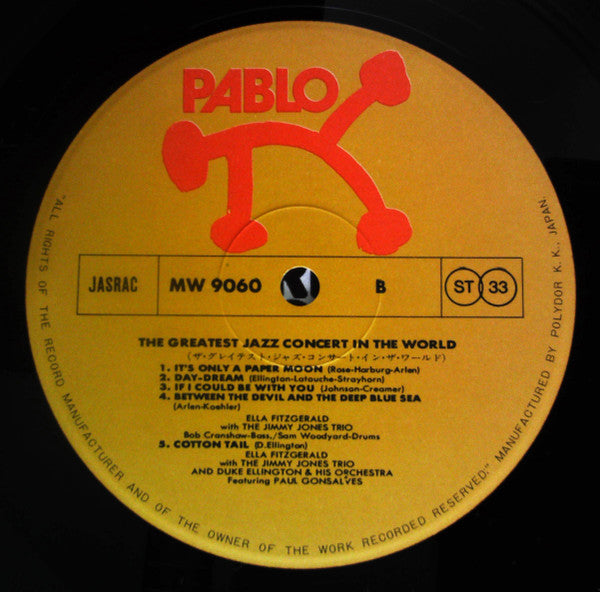 PABLO
JASRAC
MW 9060
B
ST 33
THE GREATEST JAZZ CONCERT IN THE WORLD
(ザ・グレイテスト・ジャズ・コンサート・イン・ザ・ワールド)
1. IT'S ONLY A PAPER MOON (Rose-Harburg-Arlen)
2. DAY-DREAM (Ellington-Latouche-Strayhorn)
3. IF I COULD BE WITH YOU (Johnson-Creamer)
4. BETWEEN THE DEVIL AND THE DEEP BLUE SEA
(Arlen-Koehler)
ELLA FITZGERALD
with THE JIMMY JONES TRIO
Bob Cranshaw-Bass,/Sam Woodyard-Drums
5. COTTON TAIL (D.Ellington)
ELLA FITZGERALD
with THE JIMMY JONES TRIO
AND DUKE ELLINGTON & HIS ORCHESTRA
Featuring PAUL GONSALVES
"ALL RIGHTS OF THE RECORD MANUFACTURER AND OF THE OWNER OF THE WORK RECORDED RESERVED;" MANUFACTURED BY POLYDOR K. K., JAPAN.